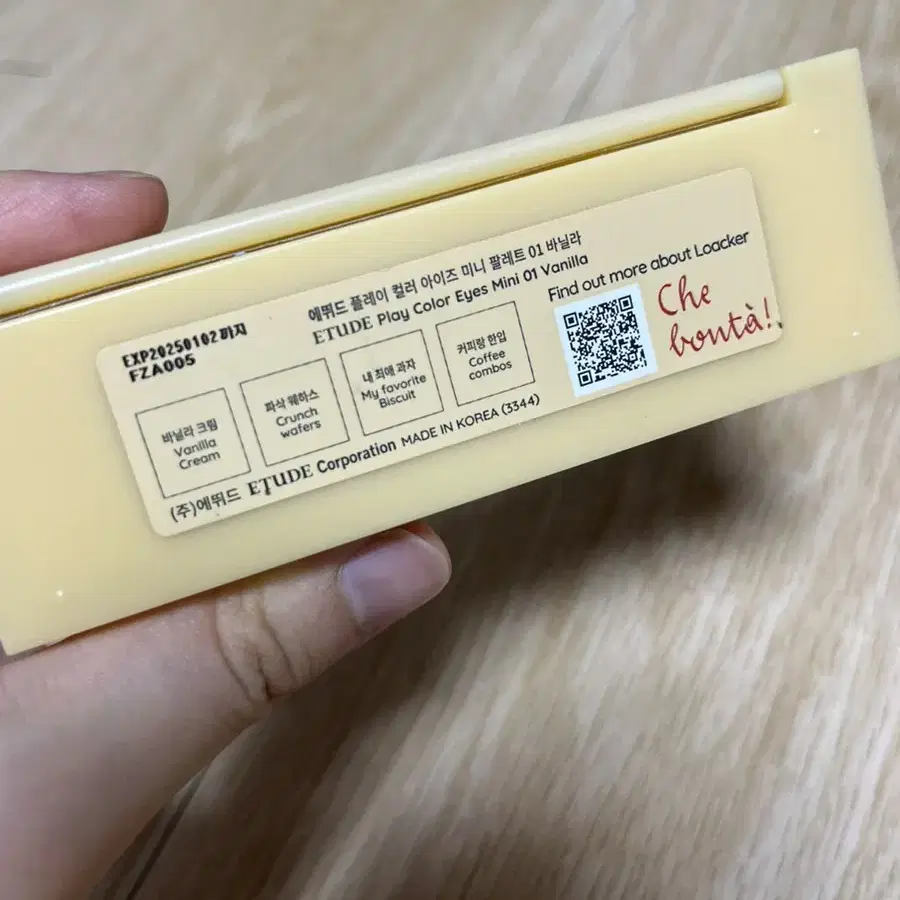 에뛰드 플레이 컬러 아이즈 미니 팔레트 01 바닐라
ETUDE Play Color Eyes Mini 01 Vanilla
EXP20250102까지
FZA005
바닐라 크림
Vanilla
Cream
파삭 웨하스
Crunch
wafers
내 최애 과자
My favorite
Biscuit
커피랑 한입
Coffee
combos
(주)에뛰드 ETUDE Corporation MADE IN KOREA (3344)
Find out more about Loacker
Che
bontà!